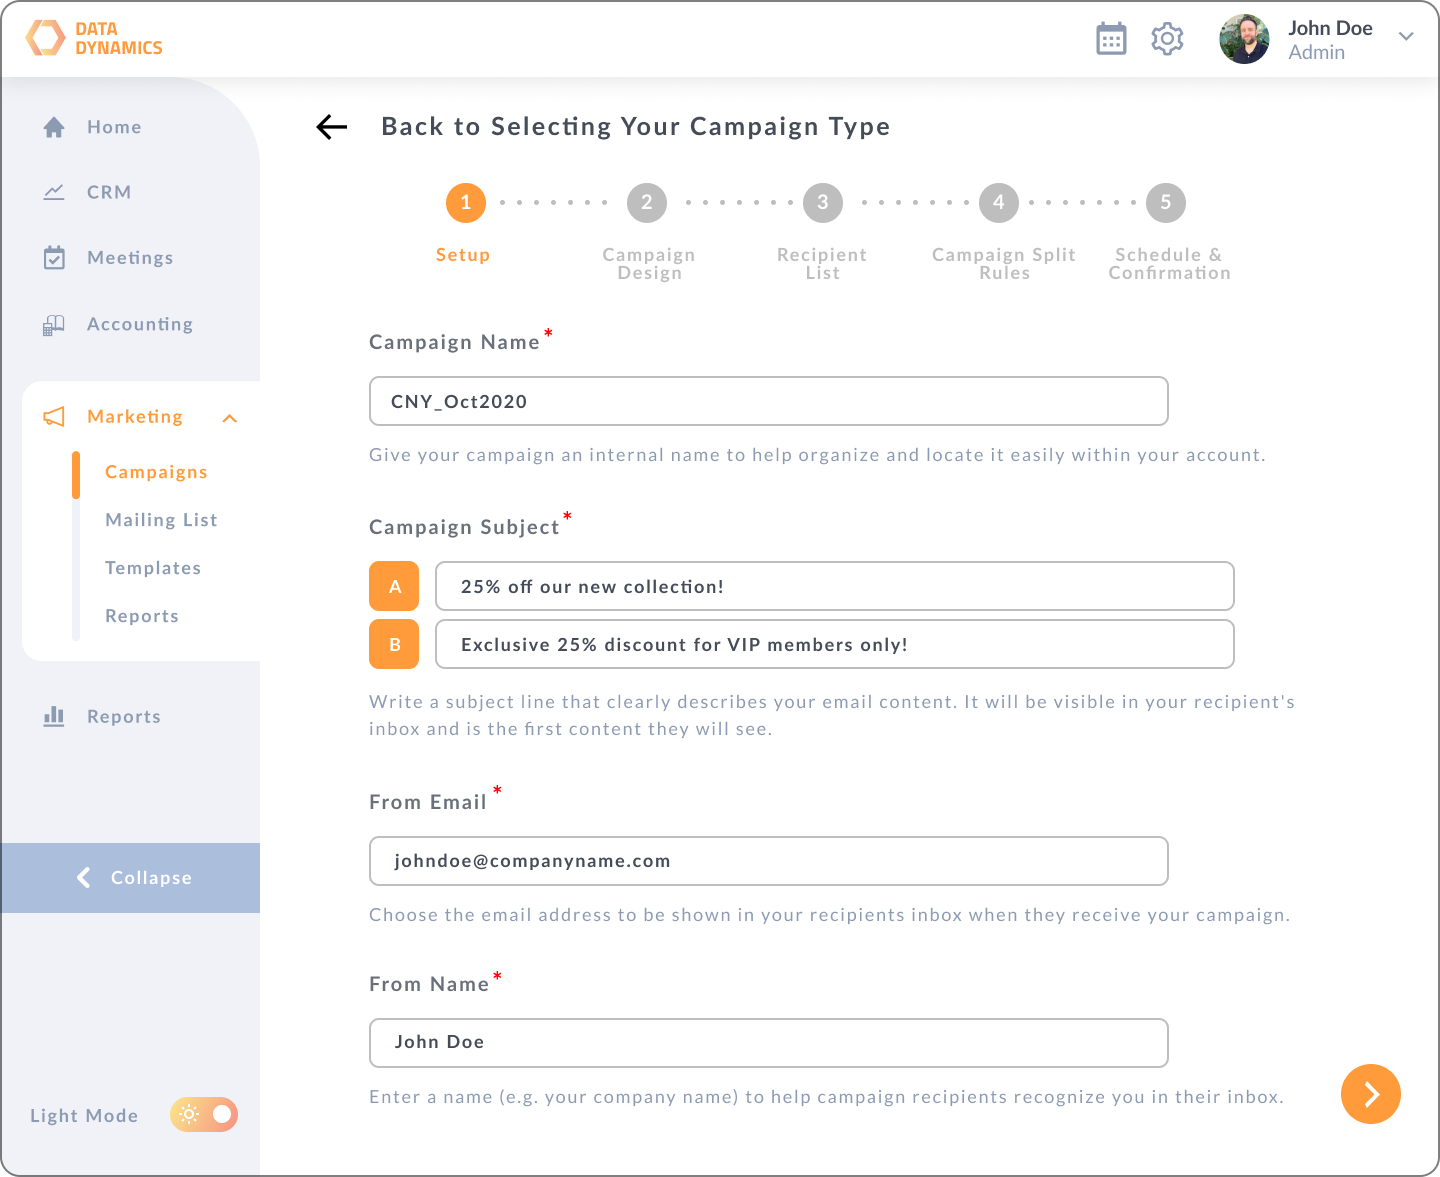 DATA
DYNAMICS
John Doe
Admin
Home
CRM
Meetings
Accounting
Marketing
Campaigns
Mailing List
Templates
Reports
Reports
Collapse
Light Mode
Back to Selecting Your Campaign Type
1
2
3
4
5
Setup
Campaign
Design
Recipient
List
Campaign Split
Rules
Schedule &
Confirmation
Campaign Name*
CNY_Oct2020
Give your campaign an internal name to help organize and locate it easily within your account.
Campaign Subject*
A
25% off our new collection!
B
Exclusive 25% discount for VIP members only!
Write a subject line that clearly describes your email content. It will be visible in your recipient's
inbox and is the first content they will see.
From Email *
johndoe@companyname.com
Choose the email address to be shown in your recipients inbox when they receive your campaign.
From Name*
John Doe
Enter a name (e.g. your company name) to help campaign recipients recognize you in their inbox.